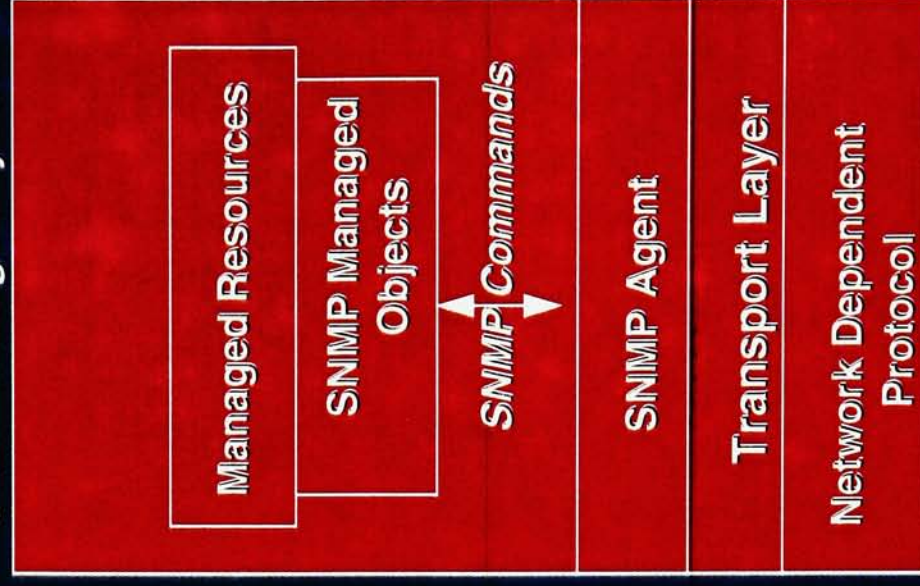 Managed Resources
SNMP Managed
Objects
SNMP Commands
SNMP Agent
Transport Layer
Network Dependent
Protocol